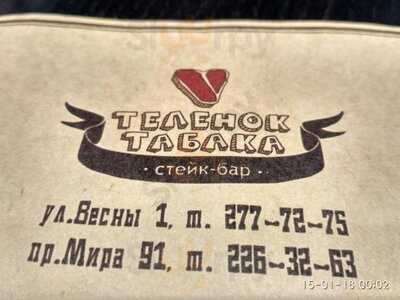 ТЕЛЕНОК
ТАБАКА
· стейк-бар ·
ул.Весны 1, т. 277-72-75
пр.Мира 91, т. 226-32-63
15-01-18 00:02